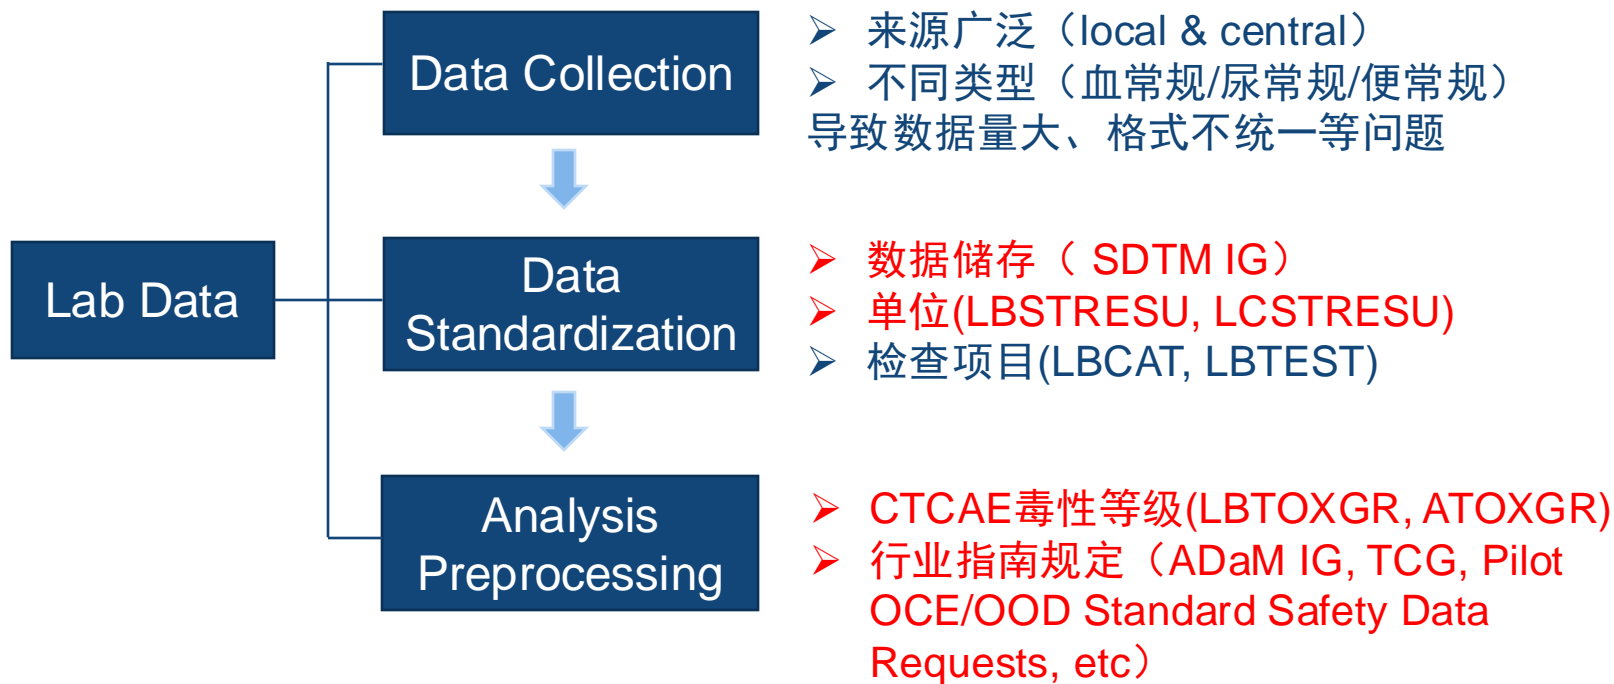 Lab Data
Data Collection
➢ 来源广泛（local & central）
➢ 不同类型（血常规/尿常规/便常规）
导致数据量大、格式不统一等问题
Data
Standardization
➢ 数据储存（ SDTM IG）
➢ 单位(LBSTRESU, LCSTRESU)
➢ 检查项目(LBCAT, LBTEST)
Analysis
Preprocessing
➢ CTCAE毒性等级(LBTOXGR, ATOXGR)
➢ 行业指南规定（ADaM IG, TCG, Pilot
OCE/OOD Standard Safety Data
Requests, etc）